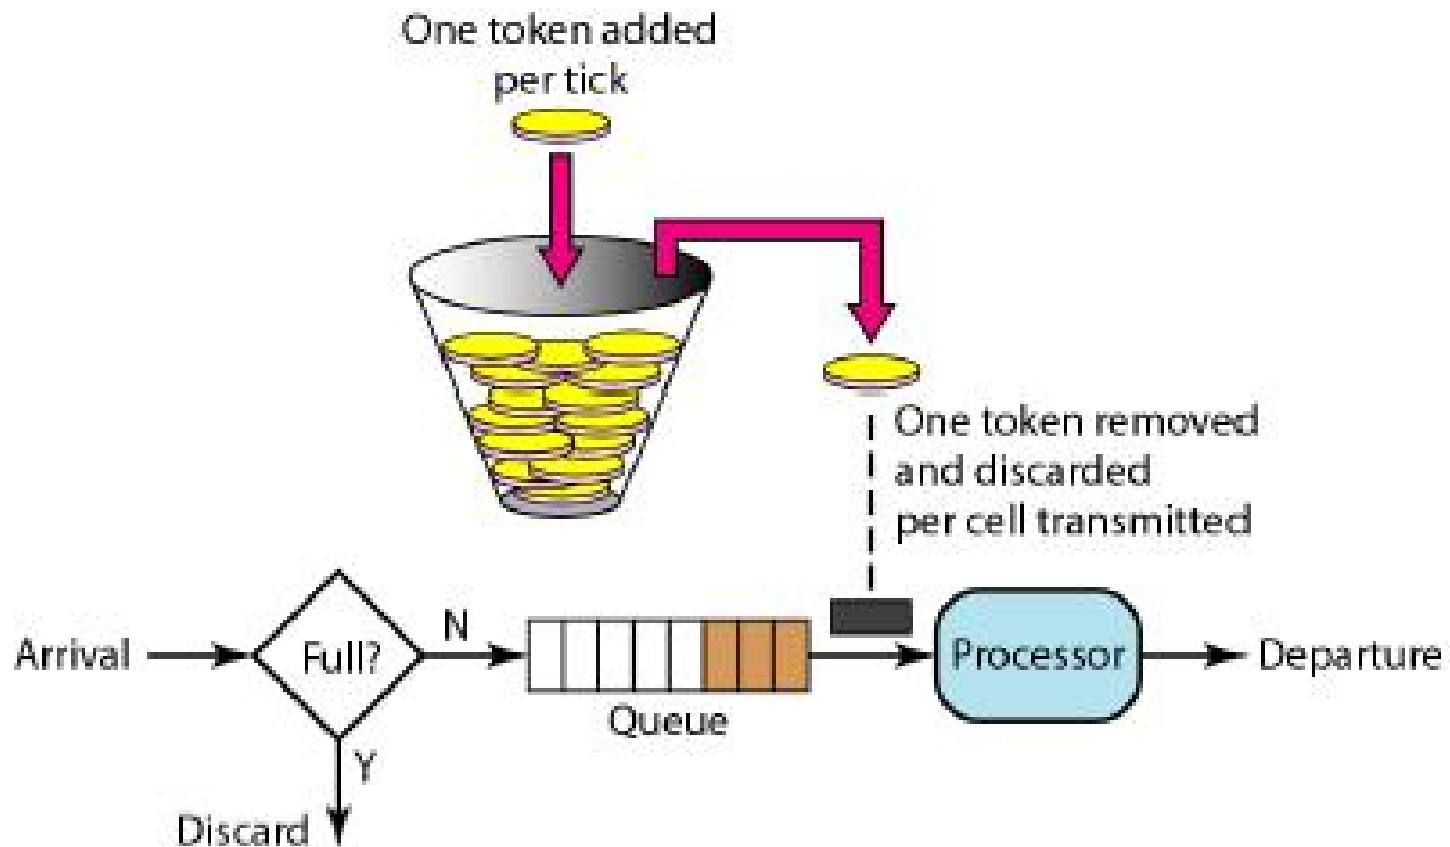 One token added
per tick
One token removed
and discarded
per cell transmitted
Arrival
Full?
N
Queue
Processor
Departure
Y
Discard